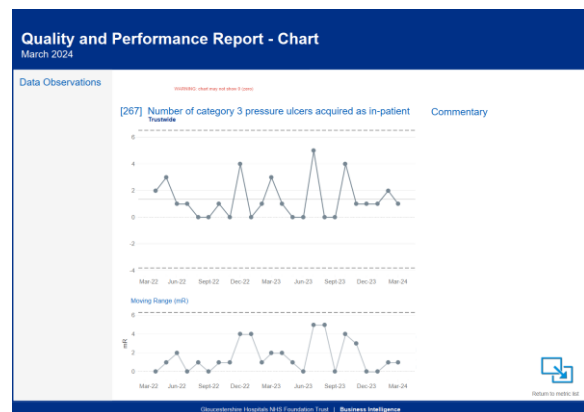 Quality and Performance Report - Chart
March 2024
Data Observations
WARNING, chart may not show 0 (zero)
[267] Number of category 3 pressure ulcers acquired as in-patient
Trustwide
Commentary
6
4
2
0
-2
-4
Mar-22 Jun-22 Sept-22 Dec-22 Mar-23 Jun-23 Sept-23 Dec-23 Mar-24
Moving Range (mR)
mR
6
4
2
0
Mar-22 Jun-22 Sept-22 Dec-22 Mar-23 Jun-23 Sept-23 Dec-23 Mar-24
Return to metric list
Gloucestershire Hospitals NHS Foundation Trust | Business Intelligence